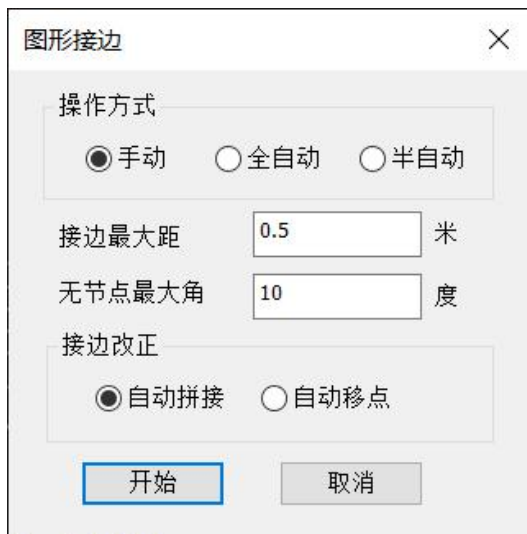 图形接边
操作方式
手动 全自动 半自动
接边最大距 0.5 米
无节点最大角 10 度
接边改正
自动拼接 自动移点
开始 取消